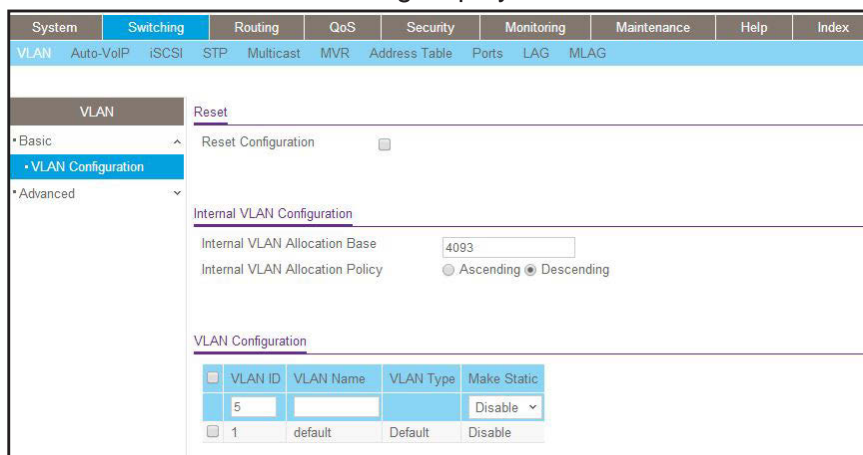 System Switching Routing QoS Security Monitoring Maintenance Help Index
VLAN Auto-VoIP iSCSI STP Multicast MVR Address Table Ports LAG MLAG
VLAN
Basic
VLAN Configuration
Advanced
Reset
Reset Configuration
Internal VLAN Configuration
Internal VLAN Allocation Base 4093
Internal VLAN Allocation Policy Ascending Descending
VLAN Configuration
VLAN ID VLAN Name VLAN Type Make Static
5 Disable
1 default Default Disable